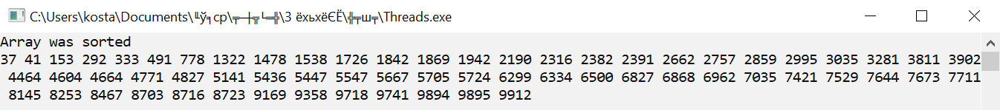 C:\Users\kosta\Documents\╙ў╕ср\╤╨┼╥╙═╬\3 ёхьхёЄЁ\╬╤ш╤\Threads.exe
Array was sorted
37 41 153 292 333 491 778 1322 1478 1538 1726 1842 1869 1942 2190 2316 2382 2391 2662 2757 2859 2995 3035 3281 3811 3902
4464 4604 4664 4771 4827 5141 5436 5447 5547 5667 5705 5724 6299 6334 6500 6827 6868 6962 7035 7421 7529 7644 7673 7711
8145 8253 8467 8703 8716 8723 9169 9358 9718 9741 9894 9895 9912